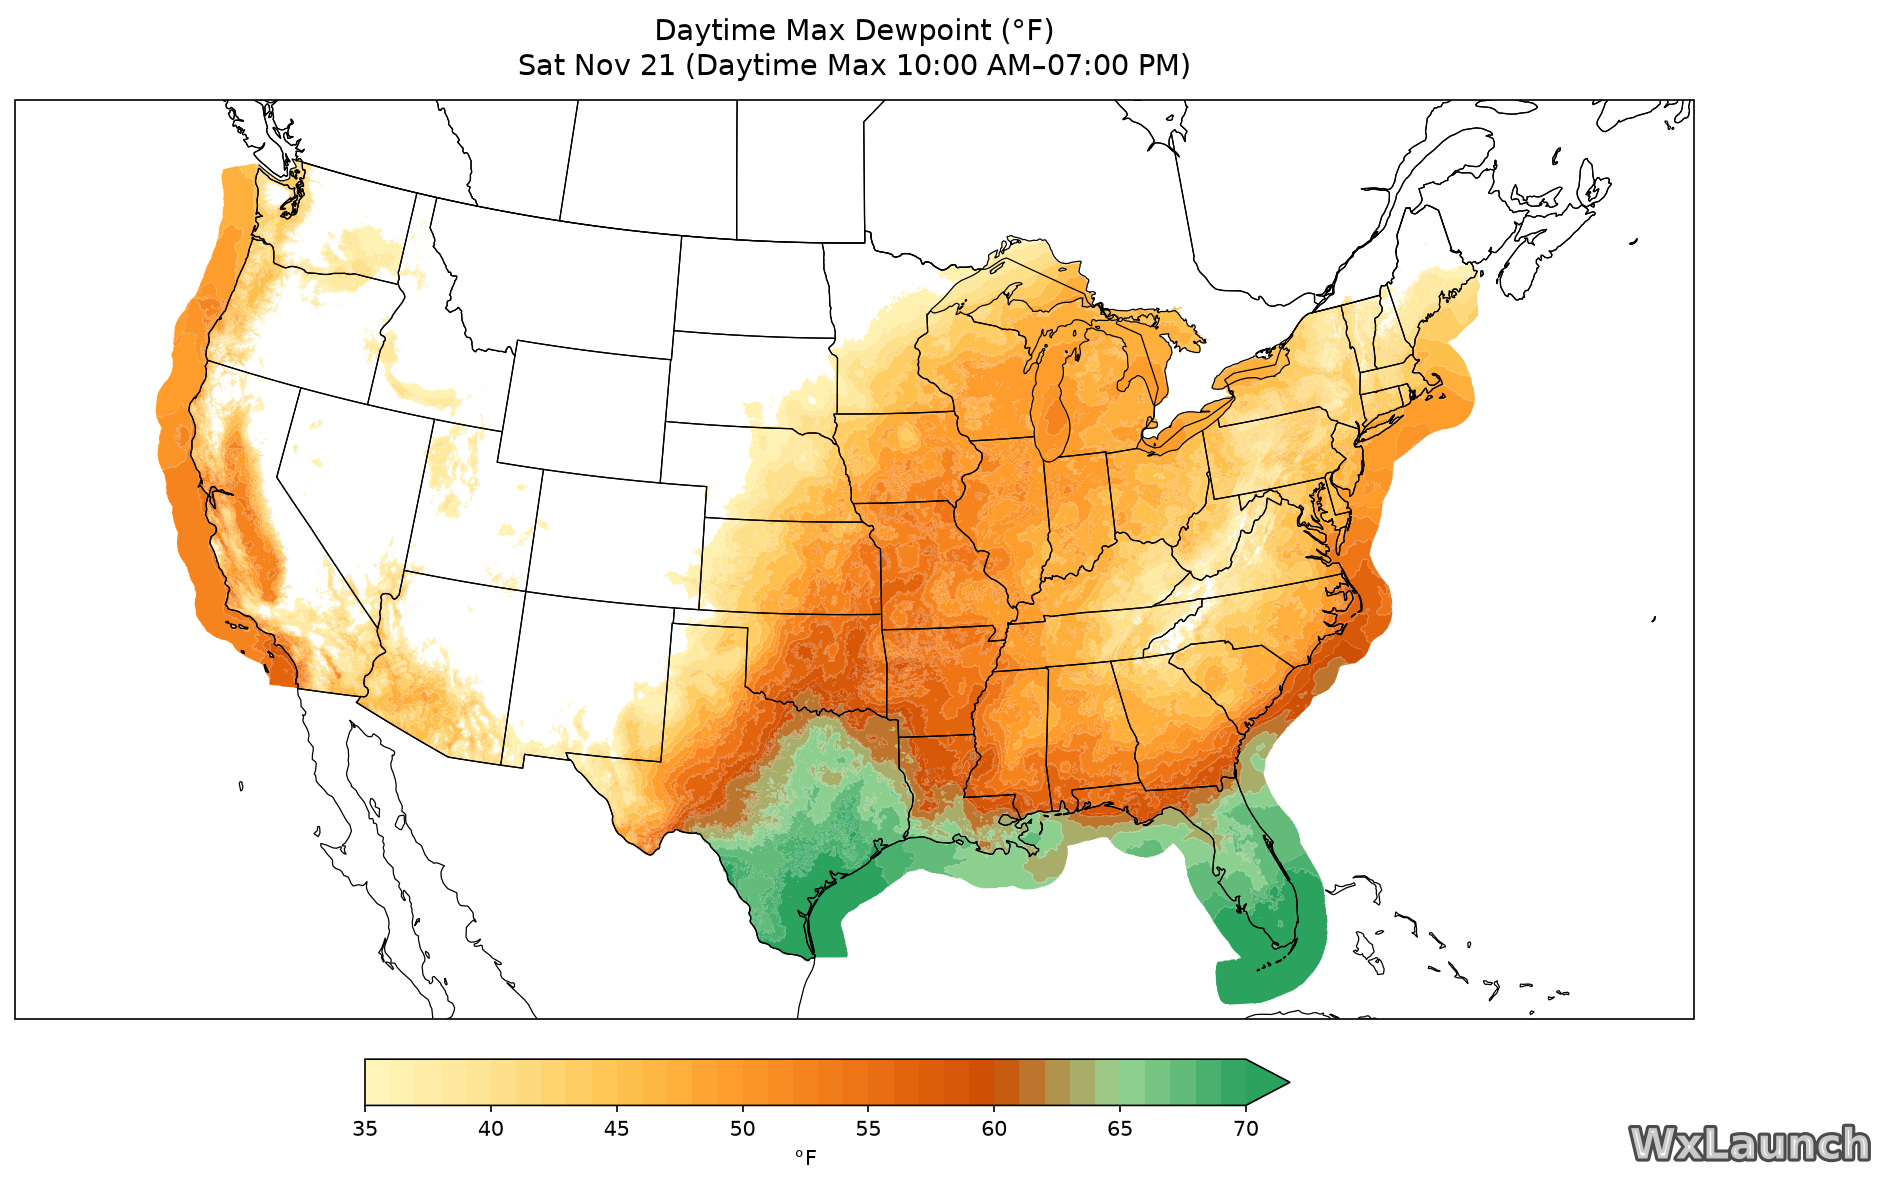 Daytime Max Dewpoint (°F)
Sat Nov 21 (Daytime Max 10:00 AM–07:00 PM)
35 40 45 50 55 60 65 70
°F
WxLaunch